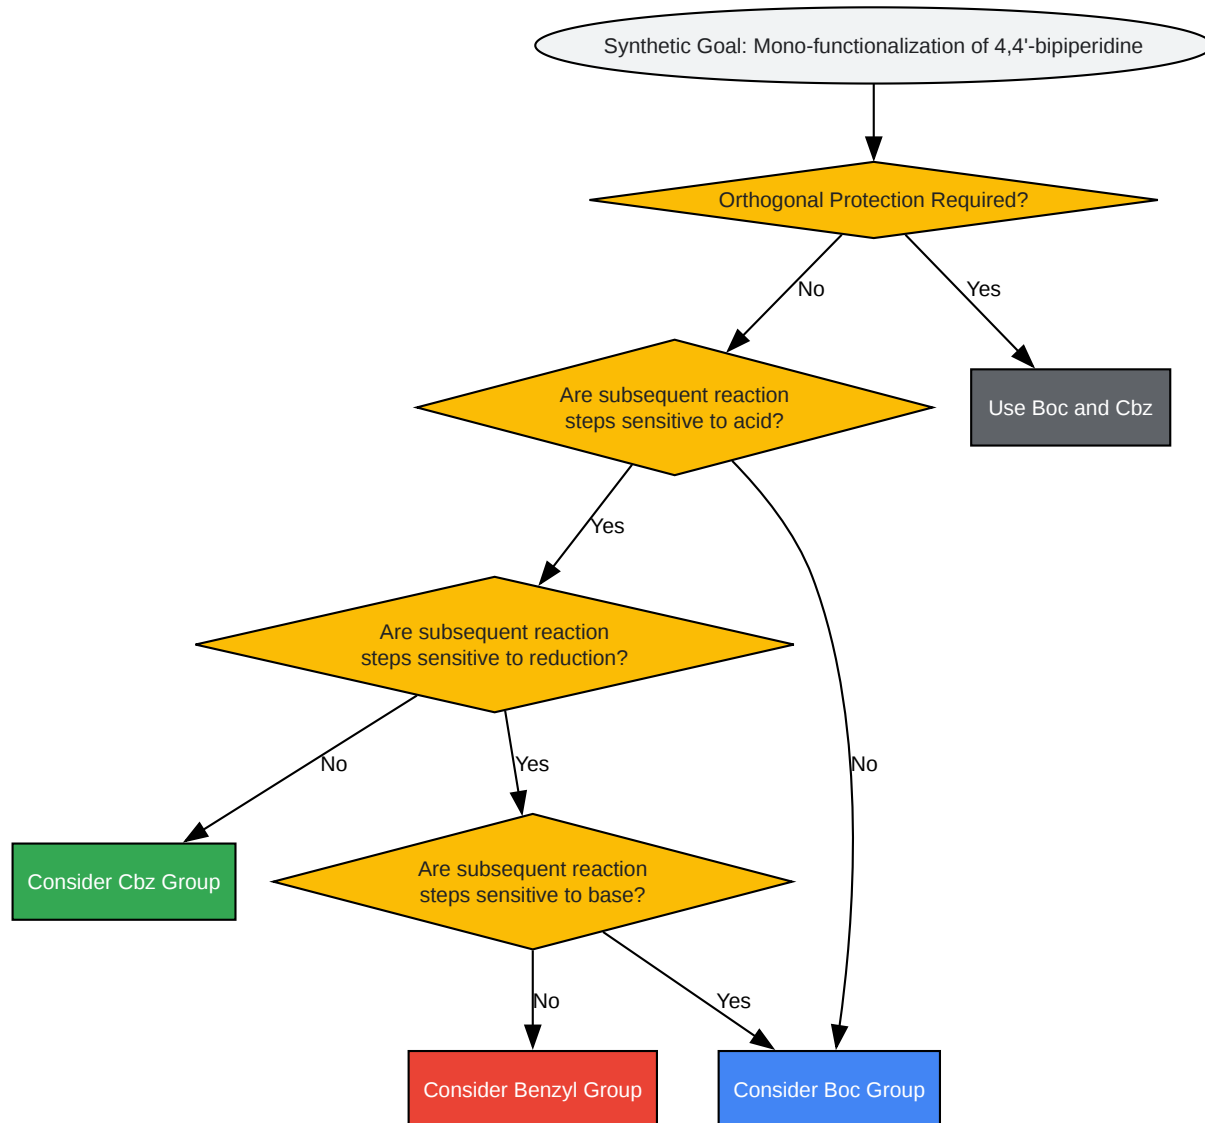 Synthetic Goal: Mono-functionalization of 4,4'-bipiperidine
Orthogonal Protection Required?
No
Yes
Are subsequent reaction
steps sensitive to acid?
Use Boc and Cbz
Yes
Are subsequent reaction
steps sensitive to reduction?
No
Yes
No
Consider Cbz Group
Are subsequent reaction
steps sensitive to base?
No
Yes
Consider Benzyl Group
Consider Boc Group